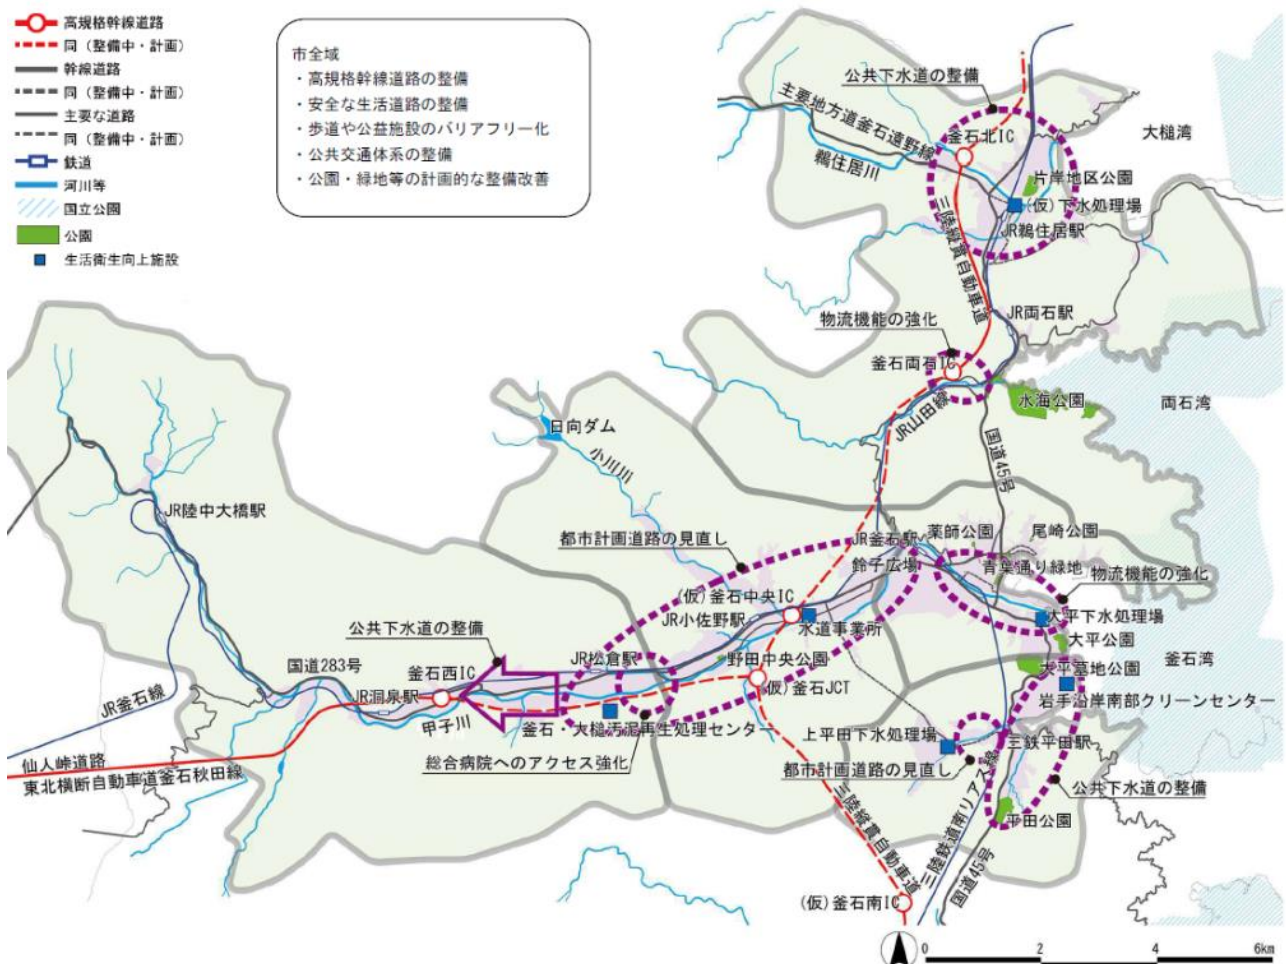 高規格幹線道路
同（整備中・計画）
幹線道路
同（整備中・計画）
主要な道路
同（整備中・計画）
鉄道
河川等
国立公園
公園
生活衛生向上施設
市全域
・高規格幹線道路の整備
・安全な生活道路の整備
・歩道や公益施設のバリアフリー化
・公共交通体系の整備
・公園・緑地等の計画的な整備改善
公共下水道の整備
主要地方道釜石遠野線
釜石北IC
大槌湾
鵜住居川
片岸地区公園
(仮)下水処理場
JR鵜住居駅
三陸縦貫自動車道
JR両石駅
物流機能の強化
釜石両石IC
水海公園
両石湾
JR山田線
国道45号
日向ダム
小川川
JR陸中大橋駅
都市計画道路の見直し
JR釜石駅
薬師公園
尾崎公園
鈴子広場
青葉通り緑地
物流機能の強化
(仮)釜石中央IC
JR小佐野駅
水道事業所
大平下水処理場
大平公園
公共下水道の整備
JR松倉駅
野田中央公園
大平墓地公園
釜石湾
国道283号
釜石西IC
(仮)釜石JCT
JR洞泉駅
岩手沿岸南部クリーンセンター
JR釜石線
甲子川
釜石・大槌汚泥再生処理センター
上平田下水処理場
三鉄平田駅
仙人峠道路
総合病院へのアクセス強化
都市計画道路の見直し
東北横断自動車道釜石秋田線
公共下水道の整備
平田公園
三陸縦貫自動車道
三陸鉄道南リアス線
国道45号
(仮)釜石南IC
0 2 4 6km